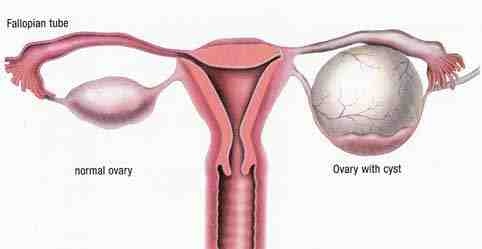 Fallopian tube
normal ovary
Ovary with cyst